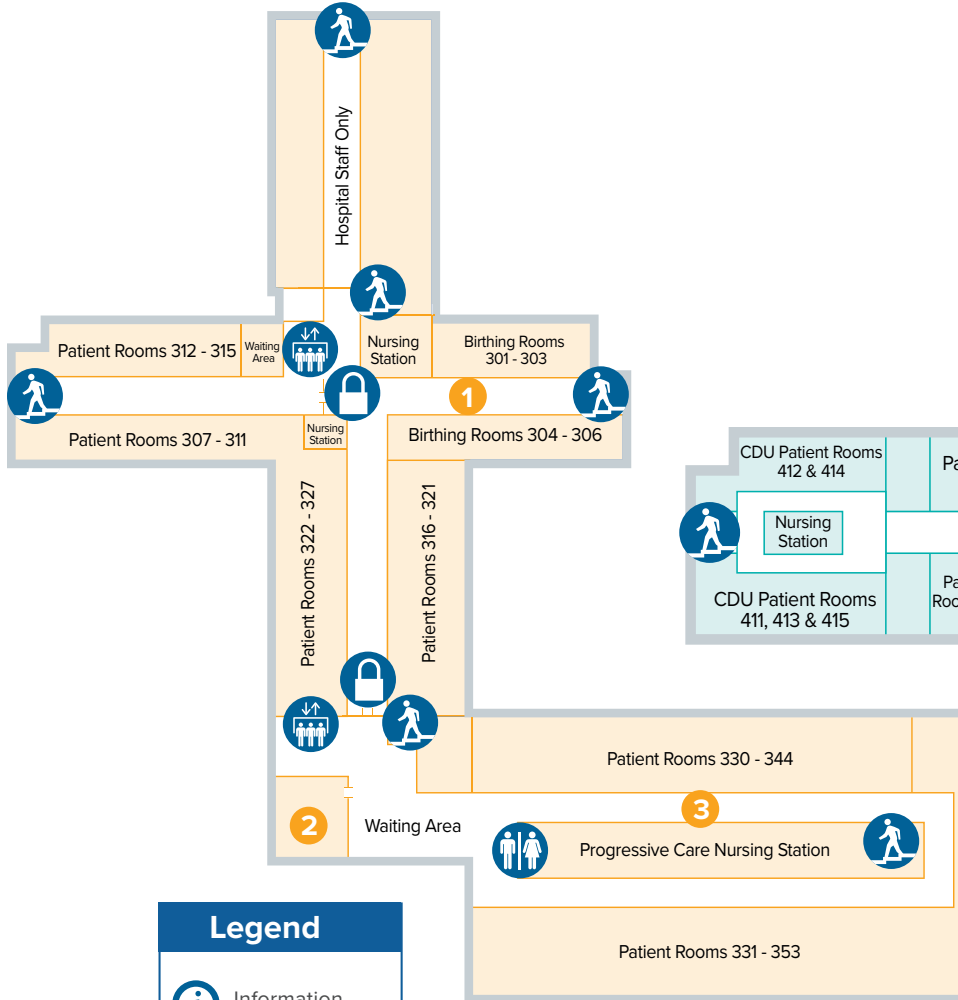 Hospital Staff Only
Patient Rooms 312 - 315
Waiting
Area
Nursing
Station
Birthing Rooms
301 - 303
1
Patient Rooms 307 - 311
Nursing
Station
Birthing Rooms 304 - 306
Patient Rooms 322 - 327
Patient Rooms 316 - 321
CDU Patient Rooms
412 & 414
Nursing
Station
CDU Patient Rooms
411, 413 & 415
Patient Rooms 330 - 344
2
Waiting Area
3
Progressive Care Nursing Station
Patient Rooms 331 - 353
Legend
Information